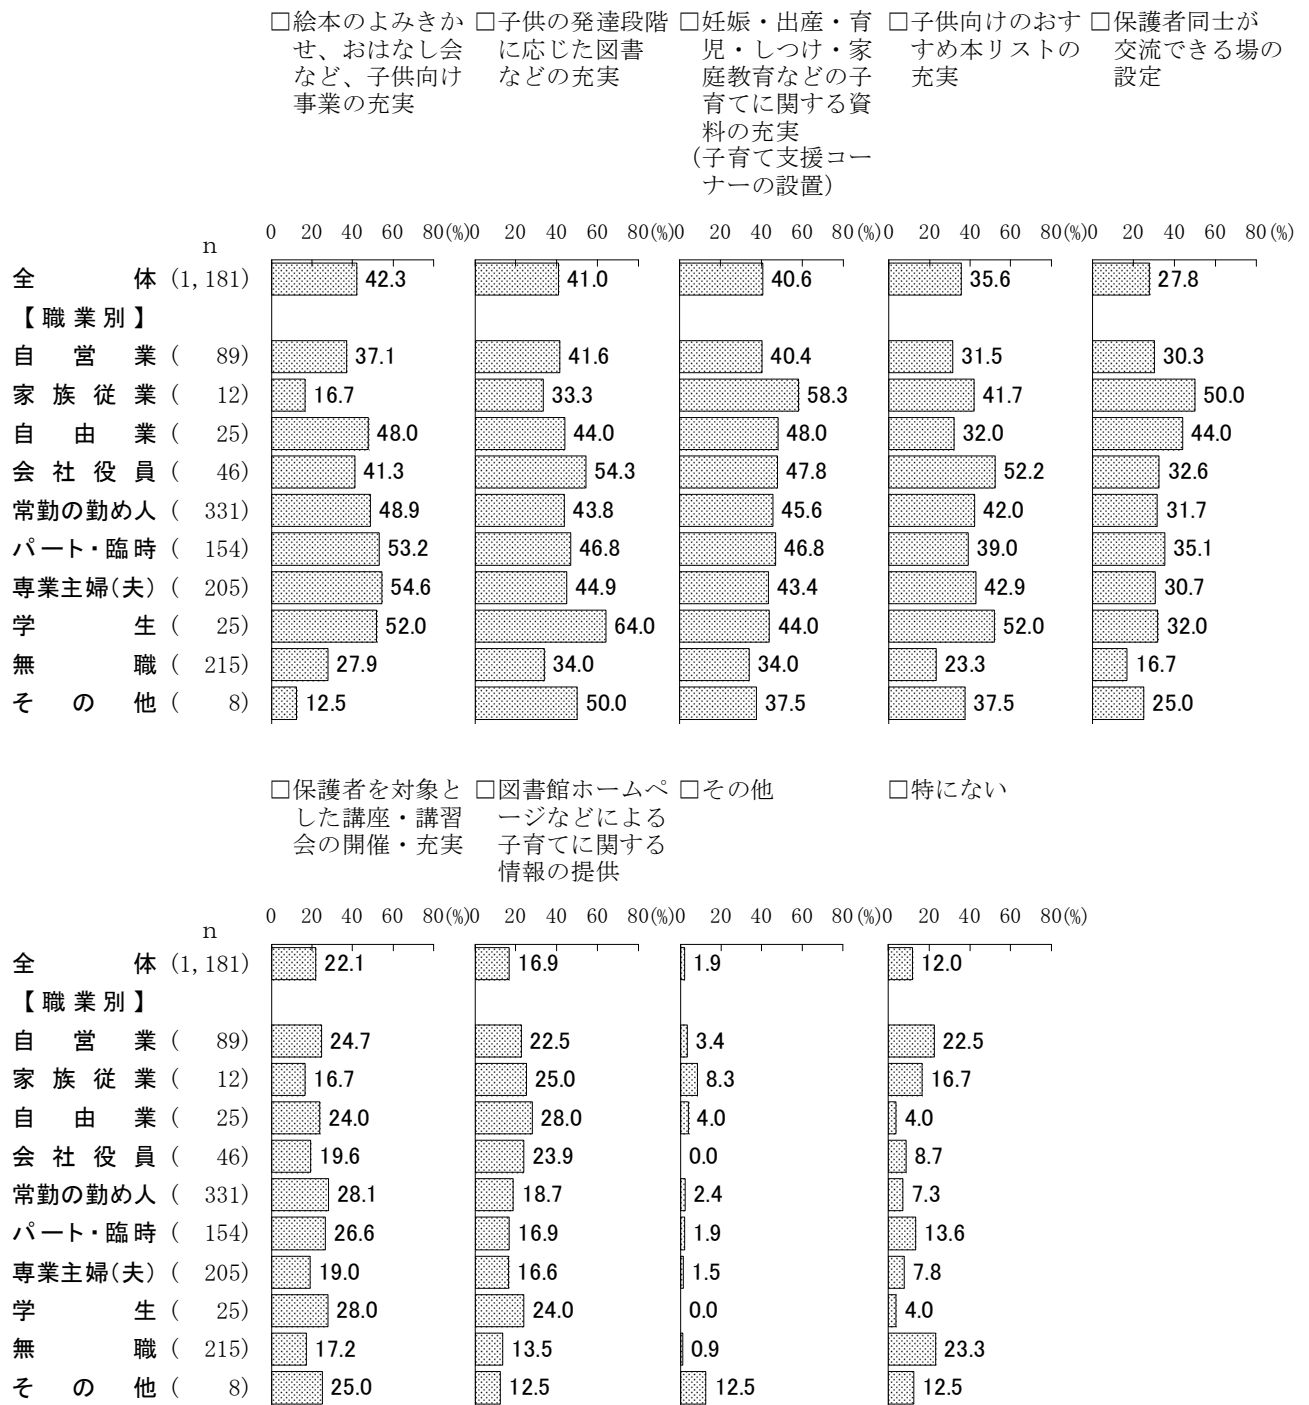 □絵本のよみきか
せ、おはなし会
など、子供向け
事業の充実
□子供の発達段階
に応じた図書
などの充実
□妊娠・出産・育
児・しつけ・家
庭教育などの子
育てに関する資
料の充実
(子育て支援コー
ナーの設置)
□子供向けのおす
すめ本リストの
充実
□保護者同士が
交流できる場の
設定
n 0 20 40 60 80(%)0 20 40 60 80(%)0 20 40 60 80(%)0 20 40 60 80(%)0 20 40 60 80(%)
全体 (1,181) 42.3 41.0 40.6 35.6 27.8
【職業別】
自営業 ( 89) 37.1 41.6 40.4 31.5 30.3
家族従業 ( 12) 16.7 33.3 58.3 41.7 50.0
自由業 ( 25) 48.0 44.0 48.0 32.0 44.0
会社役員 ( 46) 41.3 54.3 47.8 52.2 32.6
常勤の勤め人 ( 331) 48.9 43.8 45.6 42.0 31.7
パート・臨時 ( 154) 53.2 46.8 46.8 39.0 35.1
専業主婦(夫) ( 205) 54.6 44.9 43.4 42.9 30.7
学生 ( 25) 52.0 64.0 44.0 52.0 32.0
無職 ( 215) 27.9 34.0 34.0 23.3 16.7
その他 ( 8) 12.5 50.0 37.5 37.5 25.0
□保護者を対象と
した講座・講習
会の開催・充実
□図書館ホームペ
ージなどによる
子育てに関する
情報の提供
□その他
□特にない
n 0 20 40 60 80(%)0 20 40 60 80(%)0 20 40 60 80(%)0 20 40 60 80(%)
全体 (1,181) 22.1 16.9 1.9 12.0
【職業別】
自営業 ( 89) 24.7 22.5 3.4 22.5
家族従業 ( 12) 16.7 25.0 8.3 16.7
自由業 ( 25) 24.0 28.0 4.0 4.0
会社役員 ( 46) 19.6 23.9 0.0 8.7
常勤の勤め人 ( 331) 28.1 18.7 2.4 7.3
パート・臨時 ( 154) 26.6 16.9 1.9 13.6
専業主婦(夫) ( 205) 19.0 16.6 1.5 7.8
学生 ( 25) 28.0 24.0 0.0 4.0
無職 ( 215) 17.2 13.5 0.9 23.3
その他 ( 8) 25.0 12.5 12.5 12.5